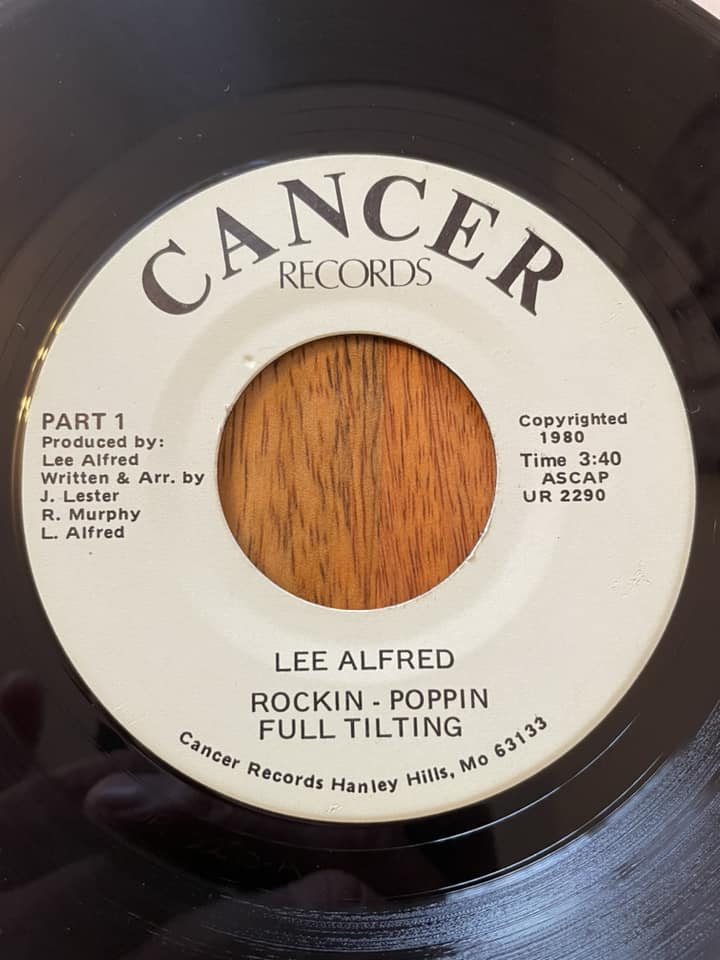 CANCER
RECORDS
PART 1
Produced by:
Lee Alfred
Written & Arr. by
J. Lester
R. Murphy
L. Alfred
Copyrighted
1980
Time 3:40
ASCAP
UR 2290
LEE ALFRED
ROCKIN - POPPIN
FULL TILTING
Cancer Records Hanley Hills, Mo 63133